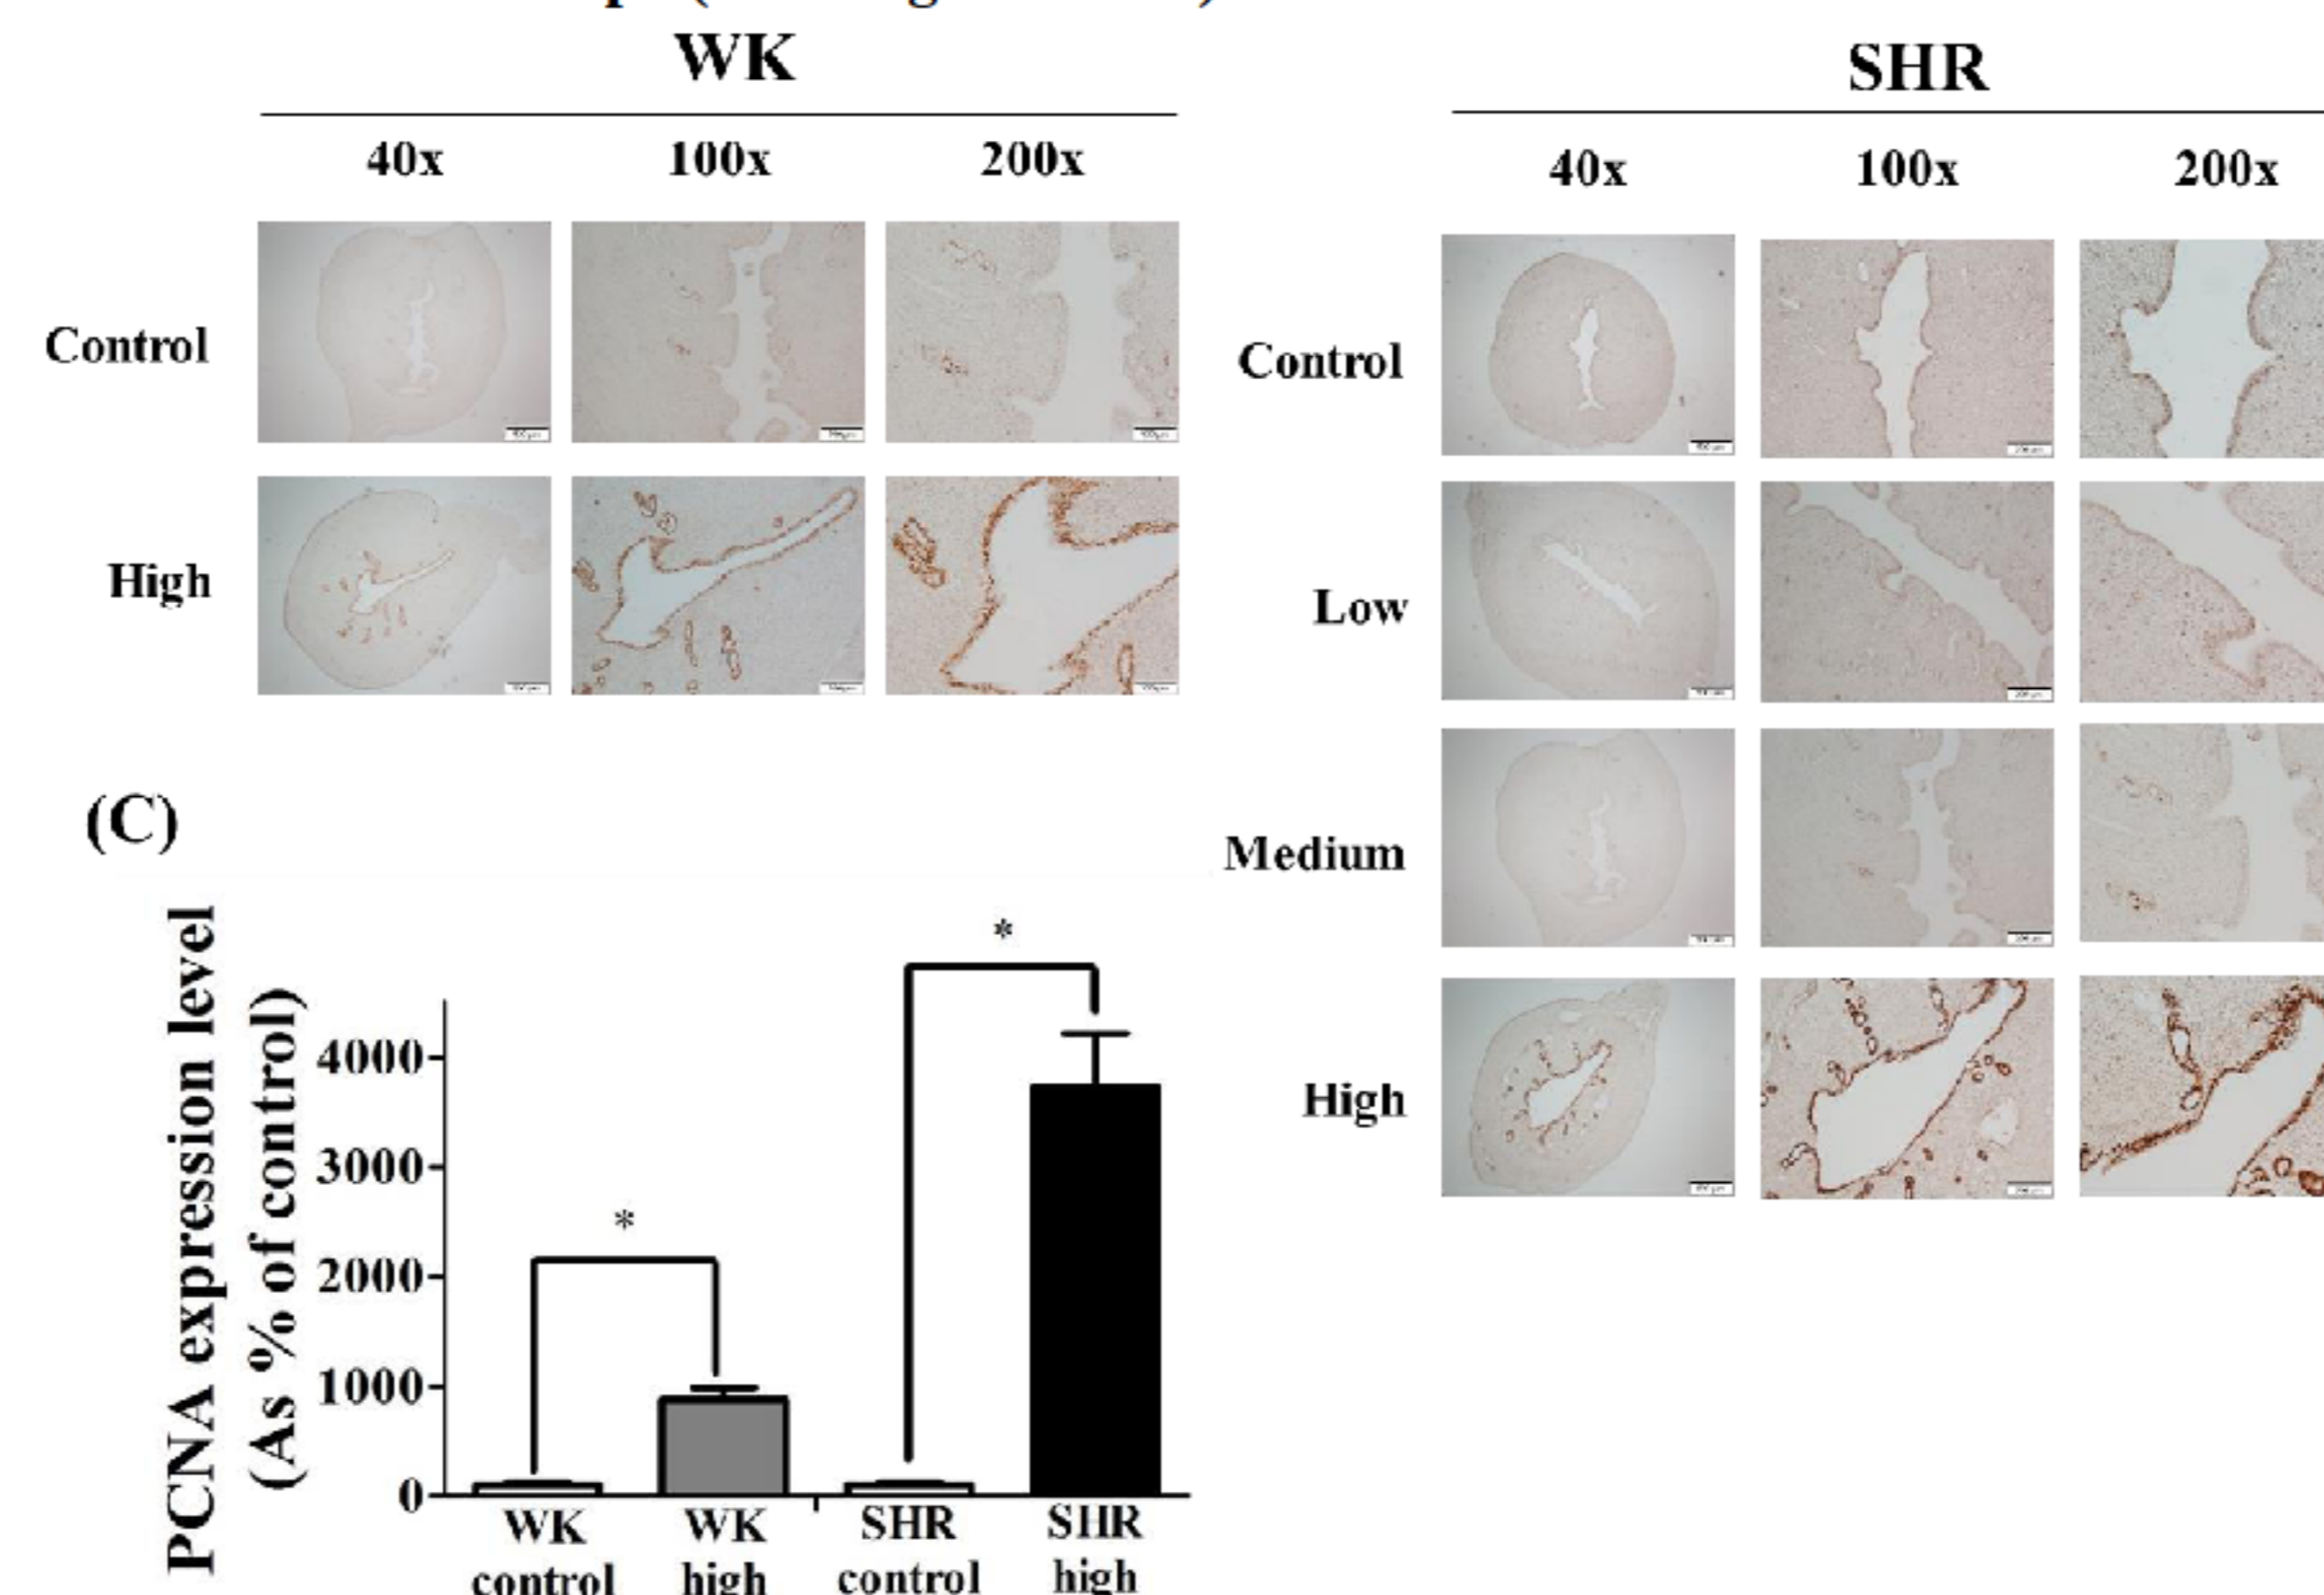 WK
40x 100x 200x
Control
High
SHR
40x 100x 200x
Control
Low
Medium
High
(C)
PCNA expression level
(As % of control)
4000
3000
2000
1000
0
*
*
WK control
WK high
SHR control
SHR high